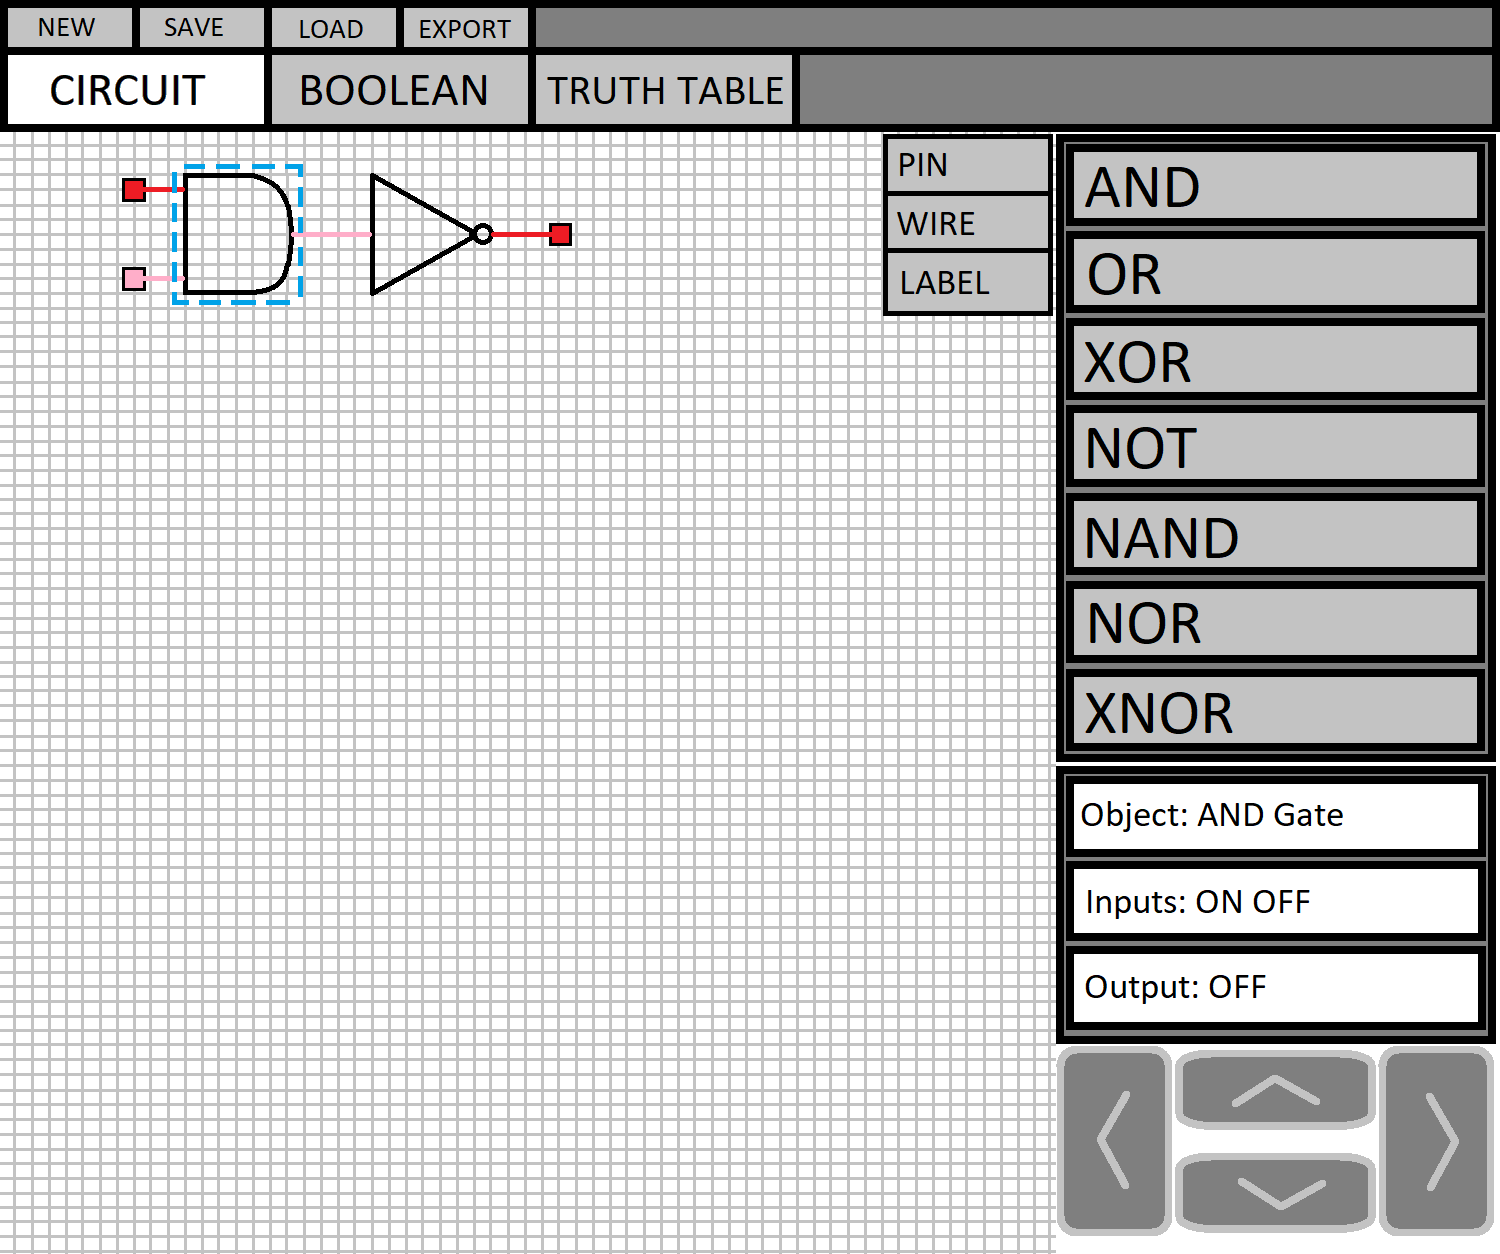 NEW
SAVE
LOAD
EXPORT
CIRCUIT
BOOLEAN
TRUTH TABLE
PIN
WIRE
LABEL
AND
OR
XOR
NOT
NAND
NOR
XNOR
Object: AND Gate
Inputs: ON OFF
Output: OFF